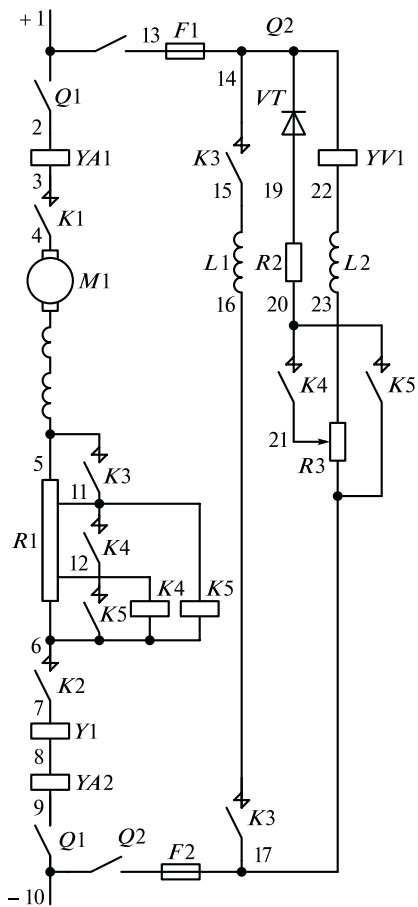 + 1
13
F1
Q2
14
Q1
VT
2
K3
YA1
YV1
3
15
19
22
K1
4
L1
R2
L2
M1
16
20
23
K4
K5
21
R3
5
K3
11
R1
K4
12
K4
K5
K5
6
K2
7
Y1
8
YA2
9
K3
Q1
Q2
F2
17
– 10